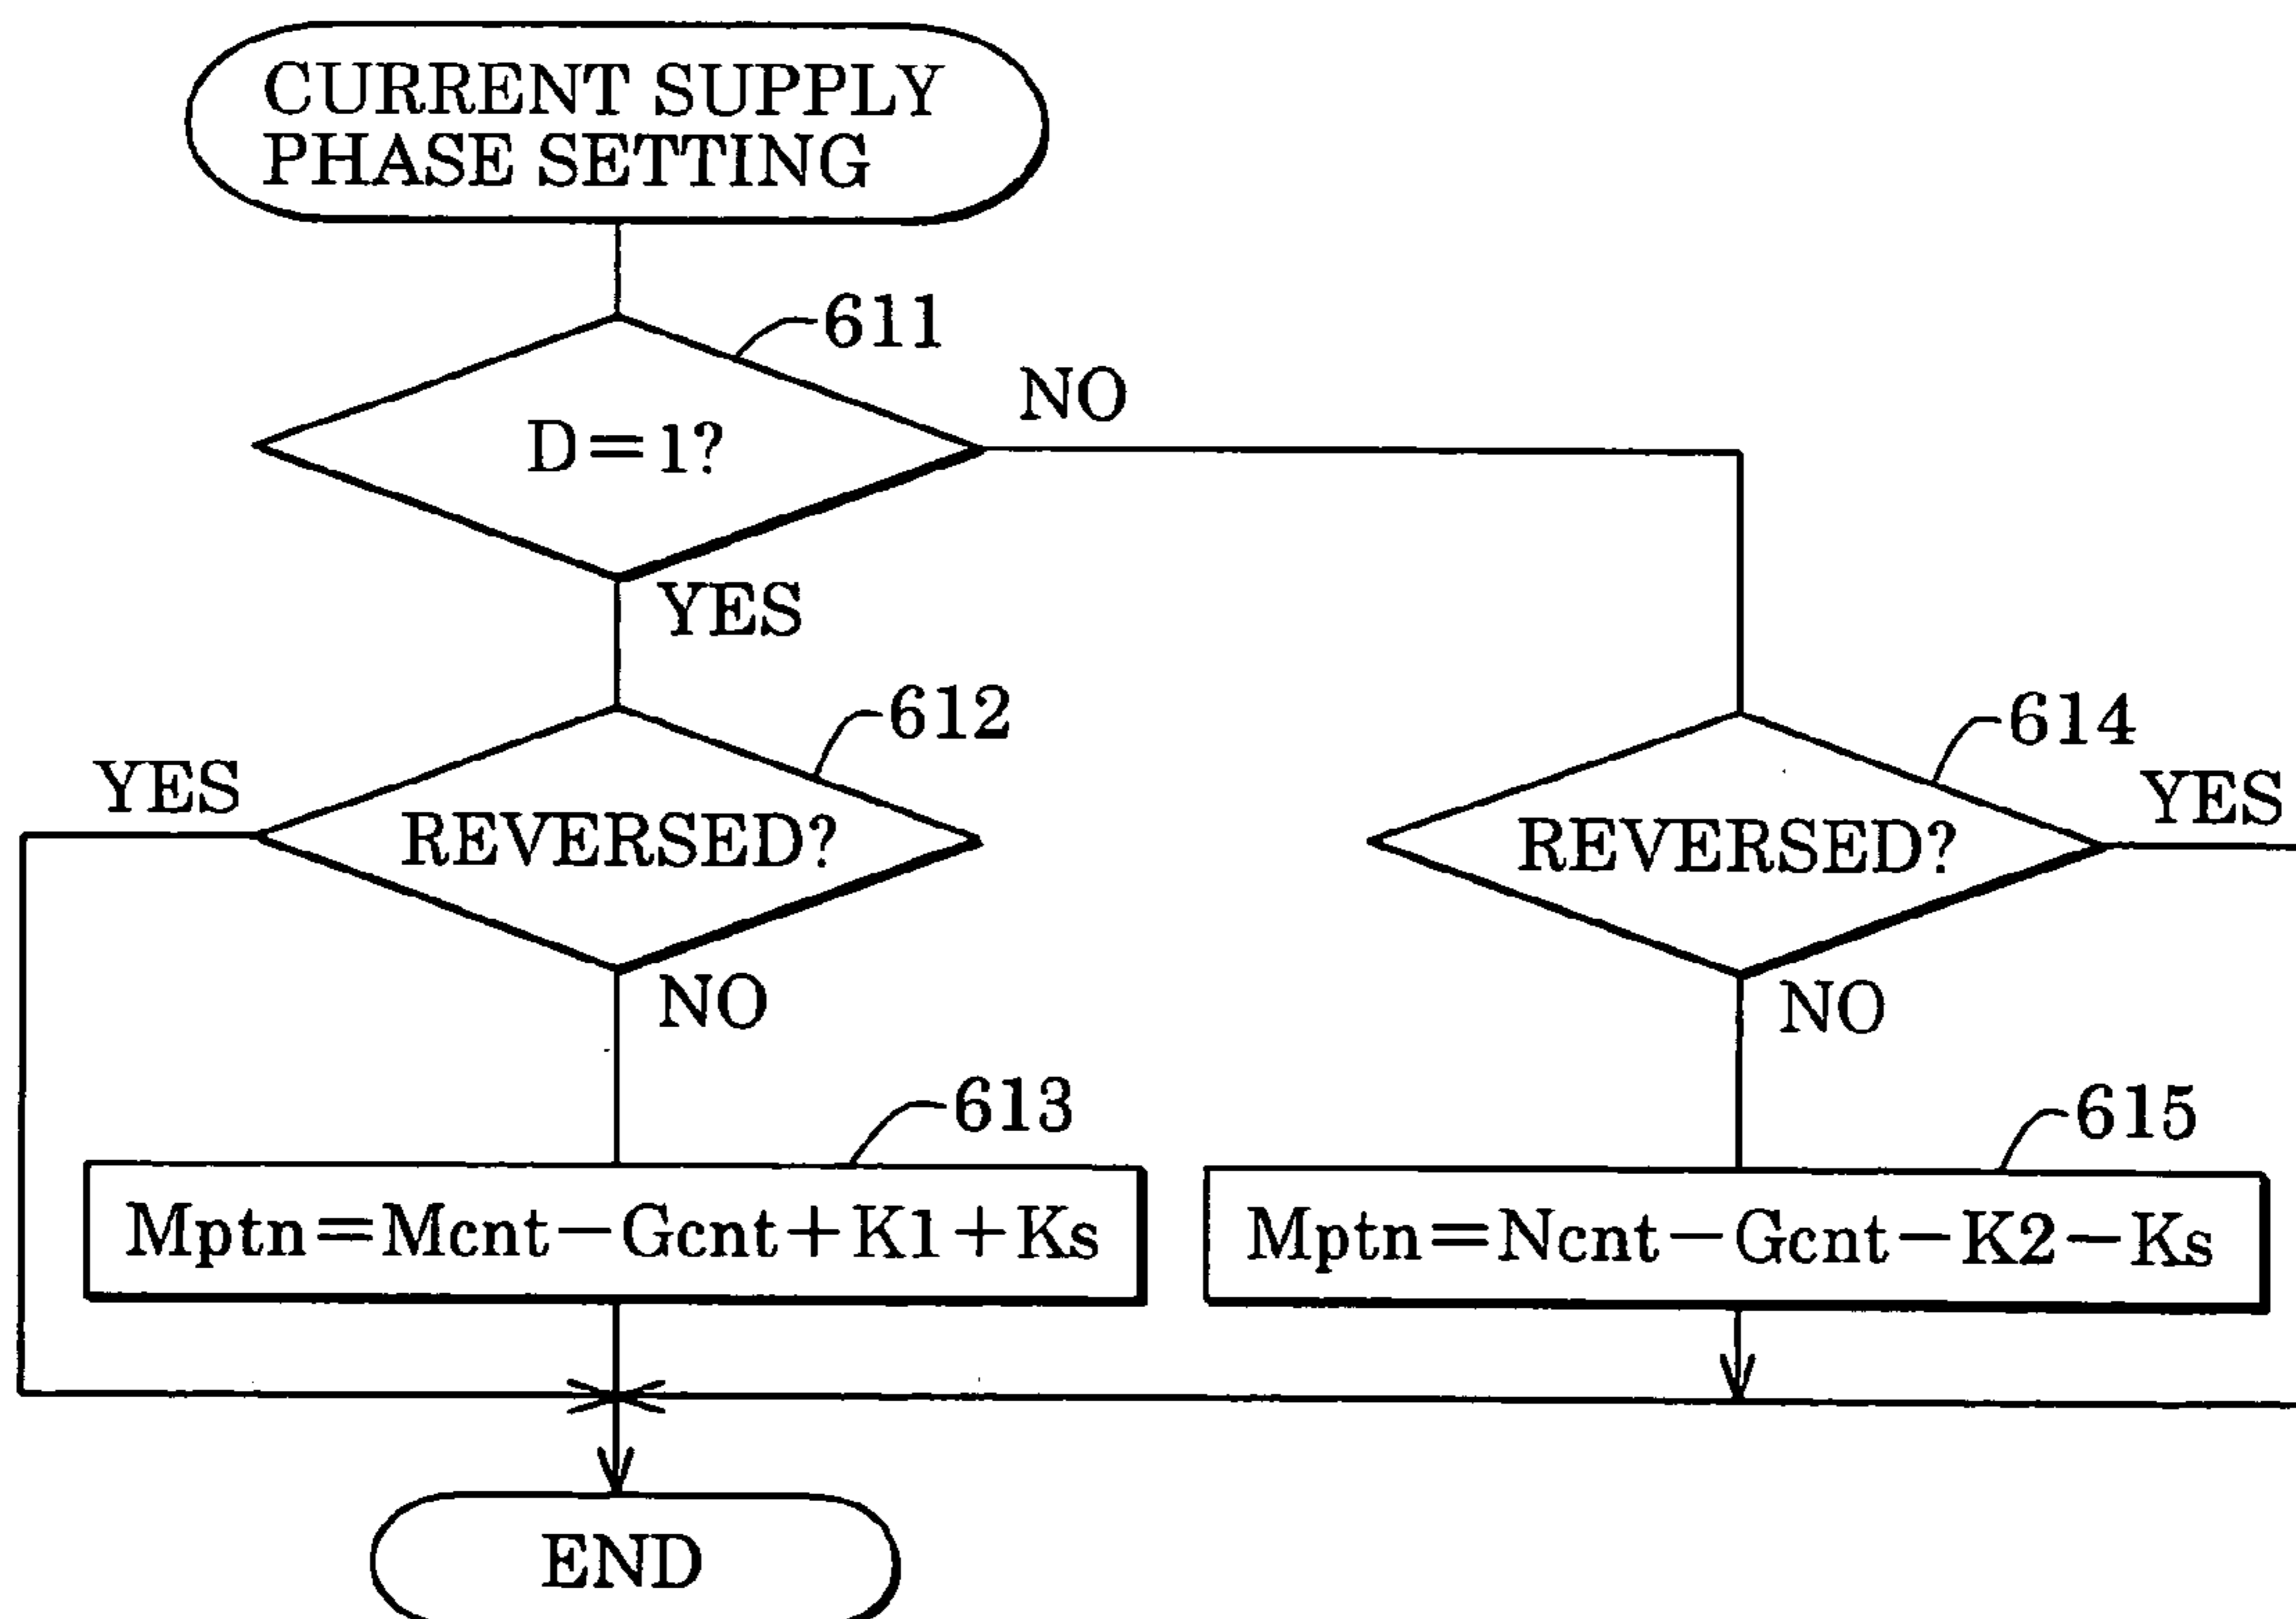 CURRENT SUPPLY
PHASE SETTING
611
D=1?
NO
YES
612
YES
REVERSED?
NO
614
REVERSED?
YES
NO
613
Mptn=Mcnt-Gcnt+K1+Ks
615
Mptn=Ncnt-Gcnt-K2-Ks
END